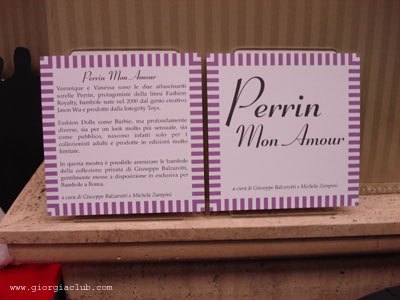 Perrin Mon Amour
Veronique e Vanessa sono le due affascinanti
sorelle Perrin, protagoniste della linea Fashion
Royalty, bambole nate nel 2000 dal genio creativo
Jason Wu e prodotte dalla Integrity Toys.
Fashion Dolls come Barbie, ma profondamente
diverse, sia per un look molto più sensuale, sia
come pubblico, nascono infatti solo per i
collezionisti adulti e prodotte in edizioni molto
limitate.
In questa mostra è possibile ammirare le bambole
della collezione privata di Giuseppe Balzarotti,
gentilmente messe a disposizione in esclusiva per
Bambole a Roma.
a cura di Giuseppe Balzarotti e Michela Zampini
Perrin
Mon Amour
a cura di Giuseppe Balzarotti e Michela Zampini
www.giorgiaclub.com